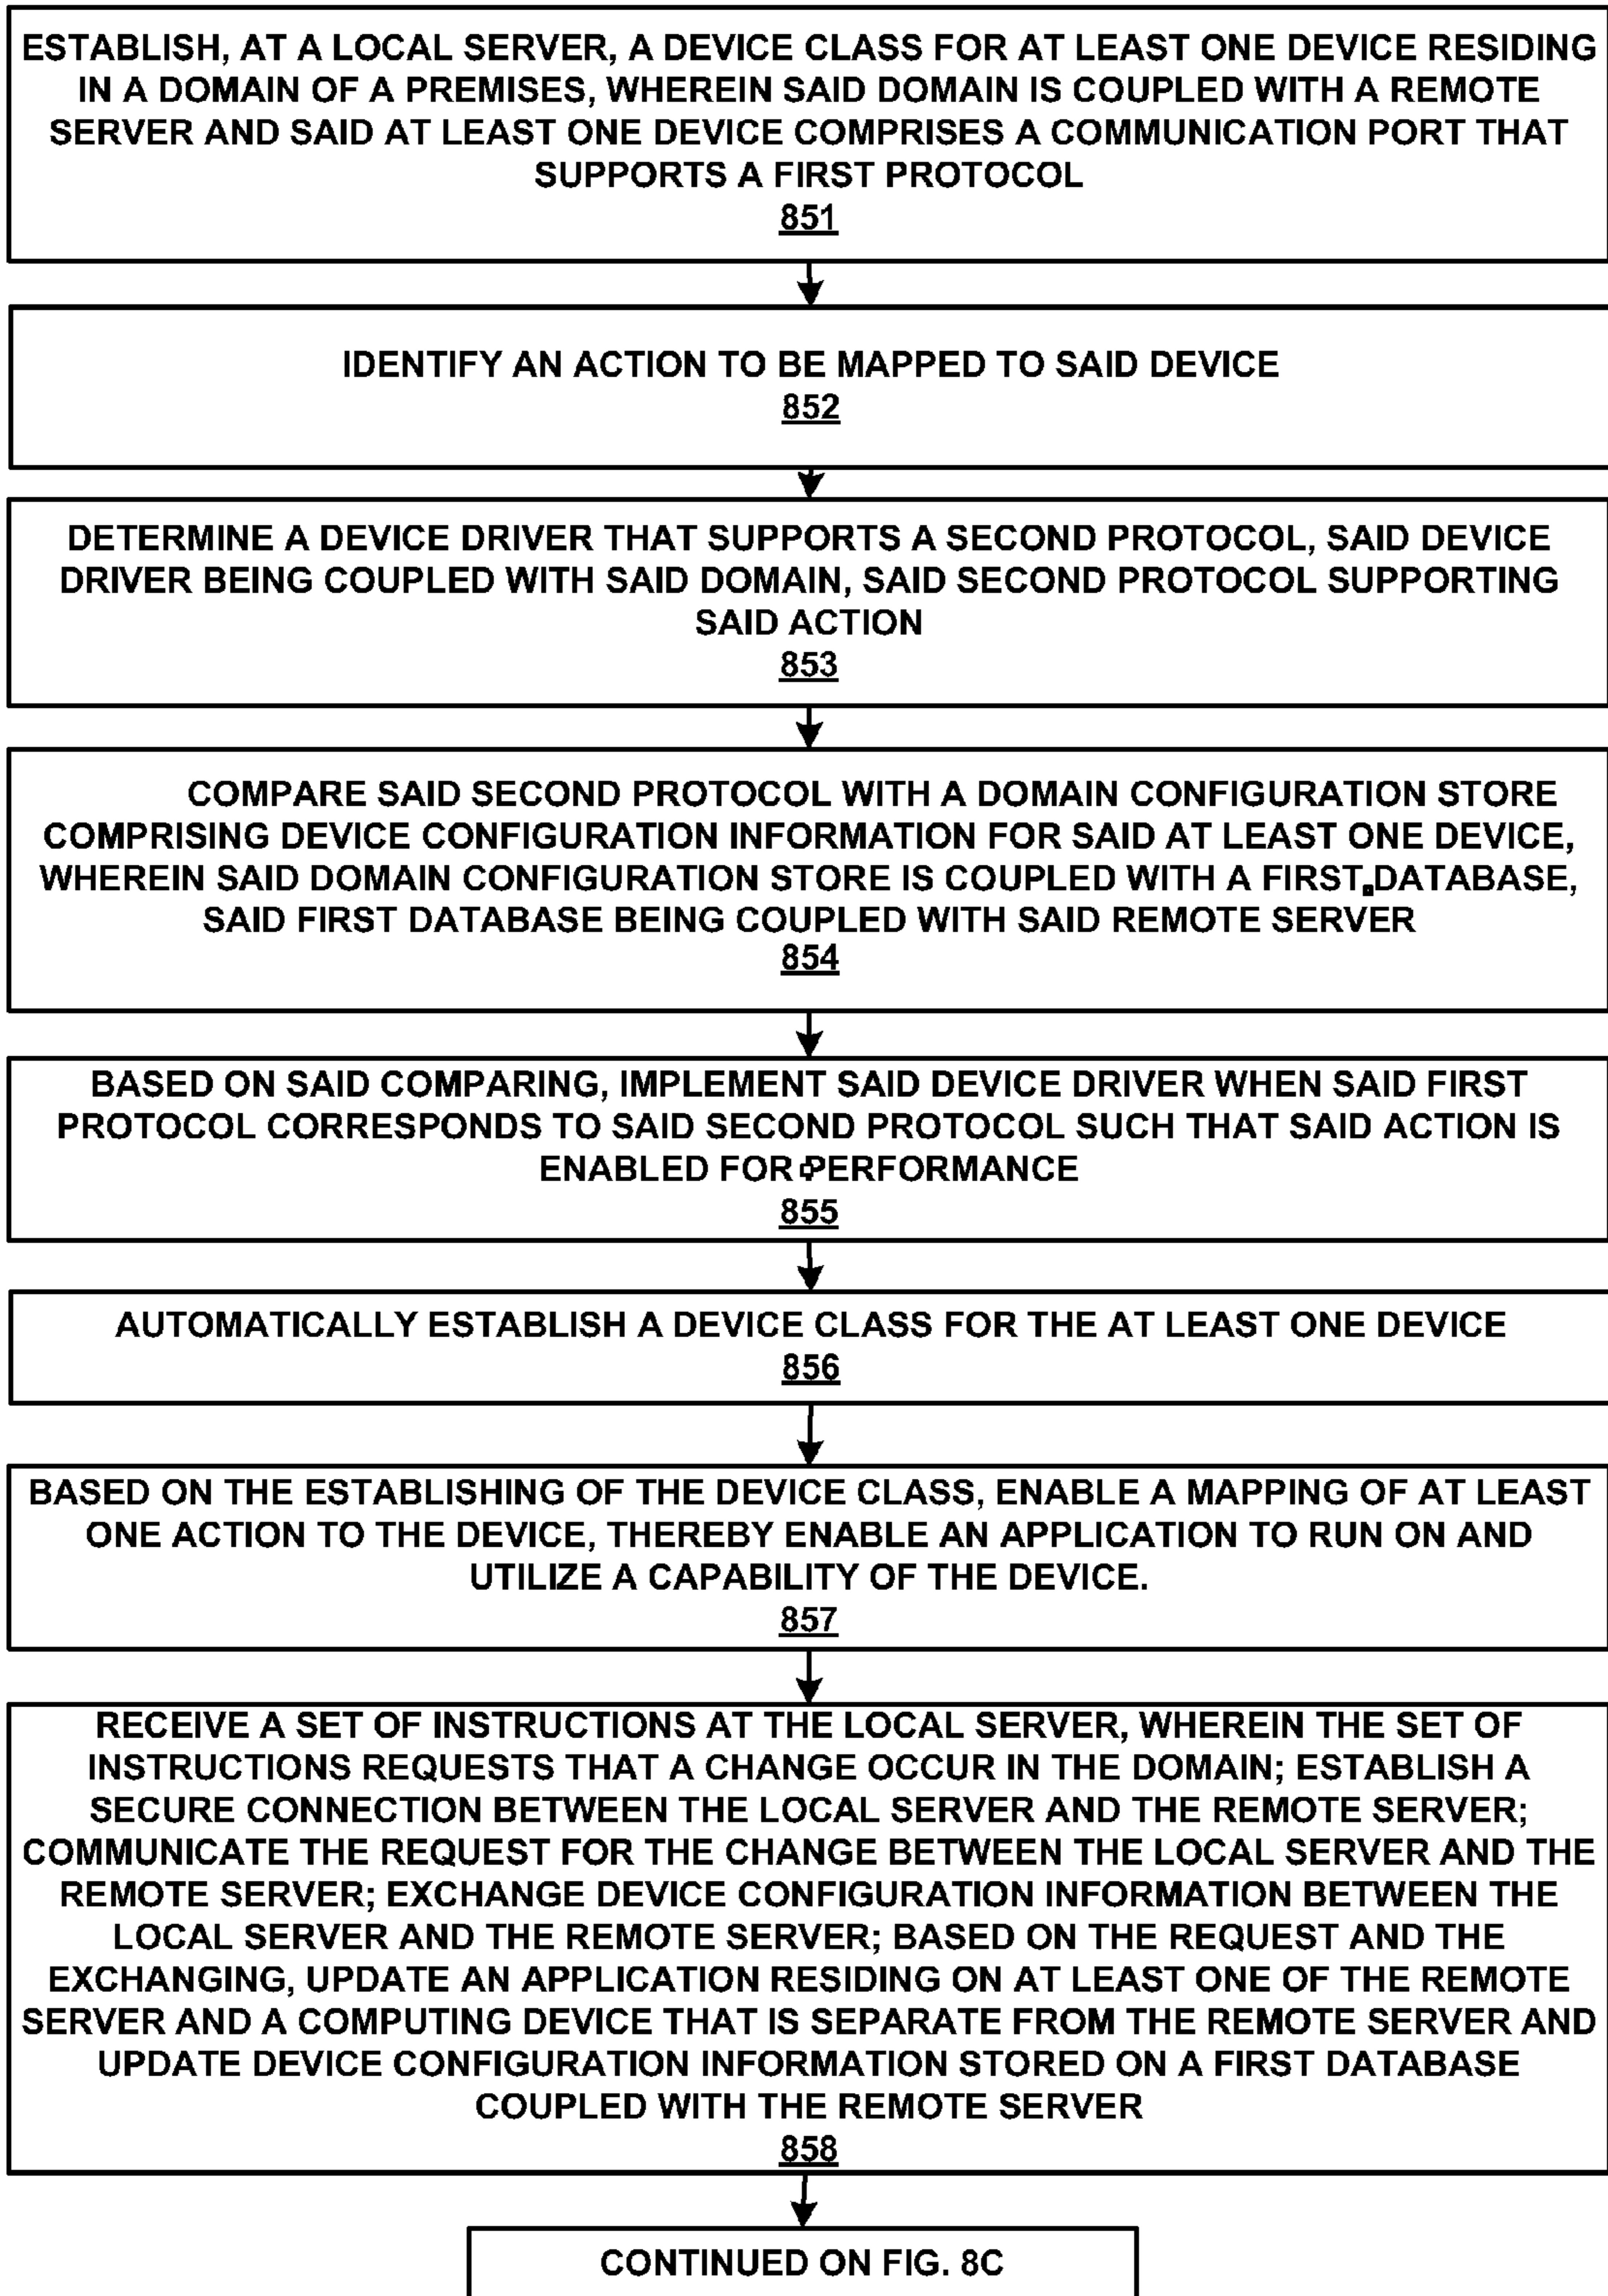 ESTABLISH, AT A LOCAL SERVER, A DEVICE CLASS FOR AT LEAST ONE DEVICE RESIDING
IN A DOMAIN OF A PREMISES, WHEREIN SAID DOMAIN IS COUPLED WITH A REMOTE
SERVER AND SAID AT LEAST ONE DEVICE COMPRISES A COMMUNICATION PORT THAT
SUPPORTS A FIRST PROTOCOL
851
IDENTIFY AN ACTION TO BE MAPPED TO SAID DEVICE
852
DETERMINE A DEVICE DRIVER THAT SUPPORTS A SECOND PROTOCOL, SAID DEVICE
DRIVER BEING COUPLED WITH SAID DOMAIN, SAID SECOND PROTOCOL SUPPORTING
SAID ACTION
853
COMPARE SAID SECOND PROTOCOL WITH A DOMAIN CONFIGURATION STORE
COMPRISING DEVICE CONFIGURATION INFORMATION FOR SAID AT LEAST ONE DEVICE,
WHEREIN SAID DOMAIN CONFIGURATION STORE IS COUPLED WITH A FIRST DATABASE,
SAID FIRST DATABASE BEING COUPLED WITH SAID REMOTE SERVER
854
BASED ON SAID COMPARING, IMPLEMENT SAID DEVICE DRIVER WHEN SAID FIRST
PROTOCOL CORRESPONDS TO SAID SECOND PROTOCOL SUCH THAT SAID ACTION IS
ENABLED FOR PERFORMANCE
855
AUTOMATICALLY ESTABLISH A DEVICE CLASS FOR THE AT LEAST ONE DEVICE
856
BASED ON THE ESTABLISHING OF THE DEVICE CLASS, ENABLE A MAPPING OF AT LEAST
ONE ACTION TO THE DEVICE, THEREBY ENABLE AN APPLICATION TO RUN ON AND
UTILIZE A CAPABILITY OF THE DEVICE.
857
RECEIVE A SET OF INSTRUCTIONS AT THE LOCAL SERVER, WHEREIN THE SET OF
INSTRUCTIONS REQUESTS THAT A CHANGE OCCUR IN THE DOMAIN; ESTABLISH A
SECURE CONNECTION BETWEEN THE LOCAL SERVER AND THE REMOTE SERVER;
COMMUNICATE THE REQUEST FOR THE CHANGE BETWEEN THE LOCAL SERVER AND THE
REMOTE SERVER; EXCHANGE DEVICE CONFIGURATION INFORMATION BETWEEN THE
LOCAL SERVER AND THE REMOTE SERVER; BASED ON THE REQUEST AND THE
EXCHANGING, UPDATE AN APPLICATION RESIDING ON AT LEAST ONE OF THE REMOTE
SERVER AND A COMPUTING DEVICE THAT IS SEPARATE FROM THE REMOTE SERVER AND
UPDATE DEVICE CONFIGURATION INFORMATION STORED ON A FIRST DATABASE
COUPLED WITH THE REMOTE SERVER
858
CONTINUED ON FIG. 8C